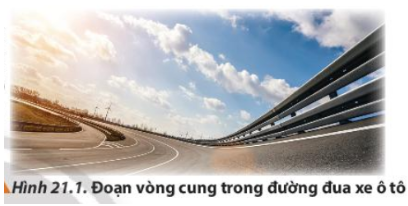 Hình 21.1. Đoạn vòng cung trong đường đua xe ô tô